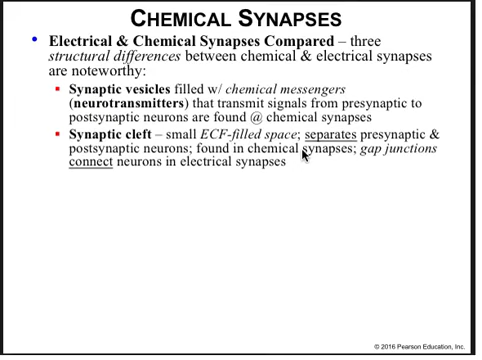 CHEMICAL SYNAPSES
• Electrical & Chemical Synapses Compared – three
structural differences between chemical & electrical synapses
are noteworthy:
▪ Synaptic vesicles filled w/ chemical messengers
(neurotransmitters) that transmit signals from presynaptic to
postsynaptic neurons are found @ chemical synapses
▪ Synaptic cleft – small ECF-filled space; separates presynaptic &
postsynaptic neurons; found in chemical synapses; gap junctions
connect neurons in electrical synapses
© 2016 Pearson Education, Inc.